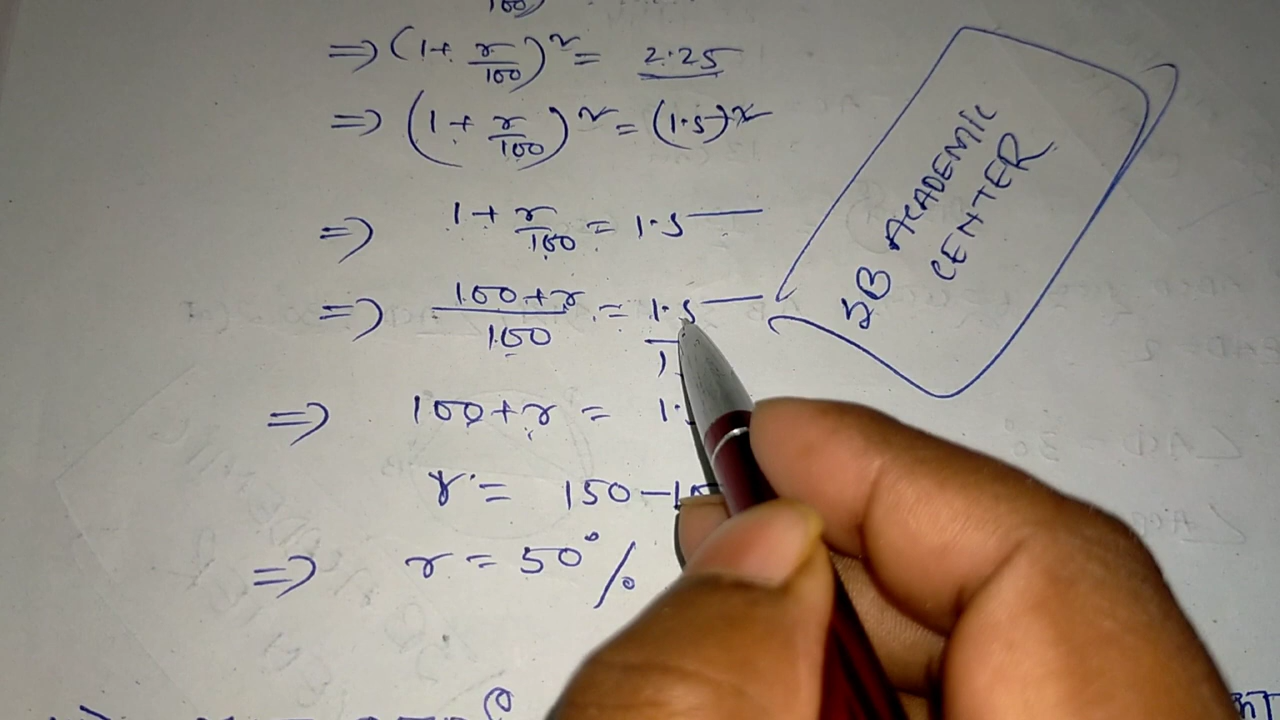 ⇒ (1 + r/100)² = 2.25
⇒ (1 + r/100)² = (1.5)²
⇒ 1 + r/100 = 1.5
⇒ (100 + r)/100 = 1.5/1
⇒ 100 + r =
r = 150 –
⇒ r = 50%
SB ACADEMIC
CENTER